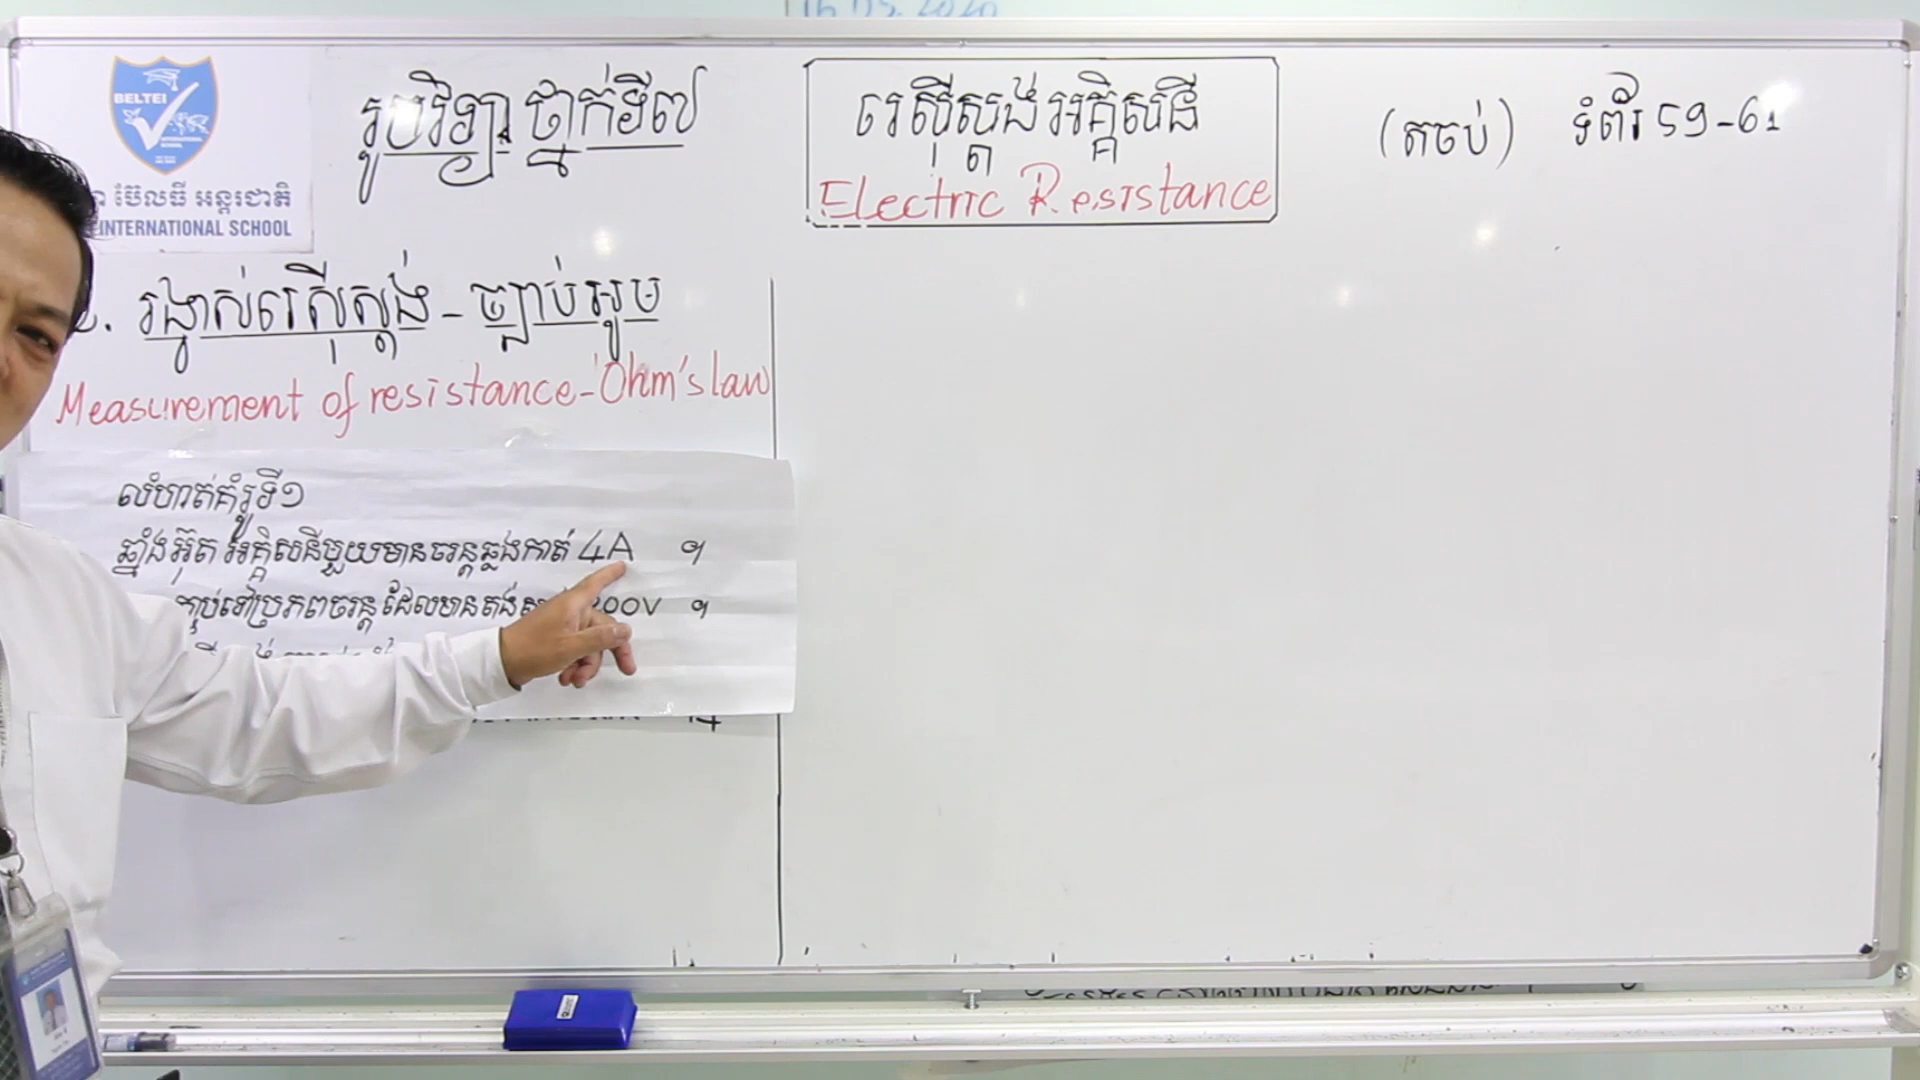 16.05.2020
BELTEI
INTERNATIONAL SCHOOL
ប៊ែលធី អន្តរជាតិ
INTERNATIONAL SCHOOL
រូបវិទ្យា ថ្នាក់ទី៧
រេស៊ីស្តង់អគ្គិសនី
Electric Resistance
(តចប់) ទំព័រ 59-61
២. រង្វាស់រេស៊ីស្តង់ - ច្បាប់អូម
Measurement of resistance - Ohm's law
លំហាត់គំរូទី១
ឆ្នាំងអ៊ុត អគ្គិសនីមួយមានចរន្តឆ្លងកាត់ 4A ។
ភ្ជាប់ទៅប្រភពចរន្ត ដែលមានតង់ស្យុង 200V ។